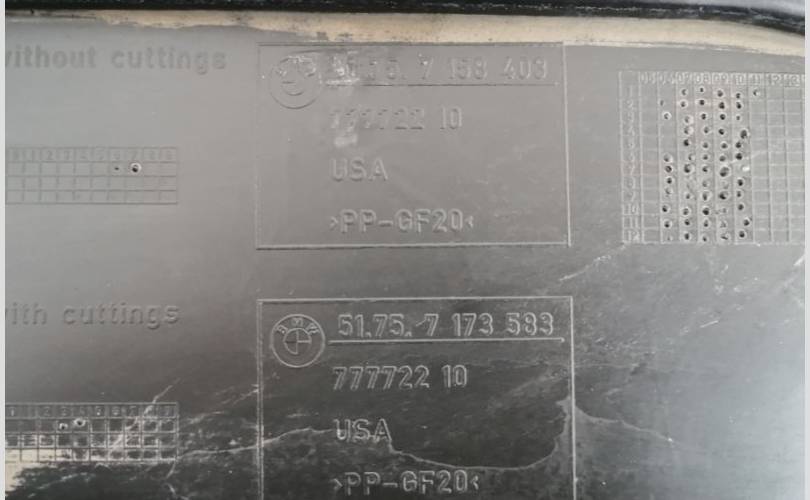 without cuttings
51.75. 7 158 403
777722 10
USA
>PP-GF20<
with cuttings
BMW
51.75.-7 173 583
777722 10
USA
>PP-GF20<